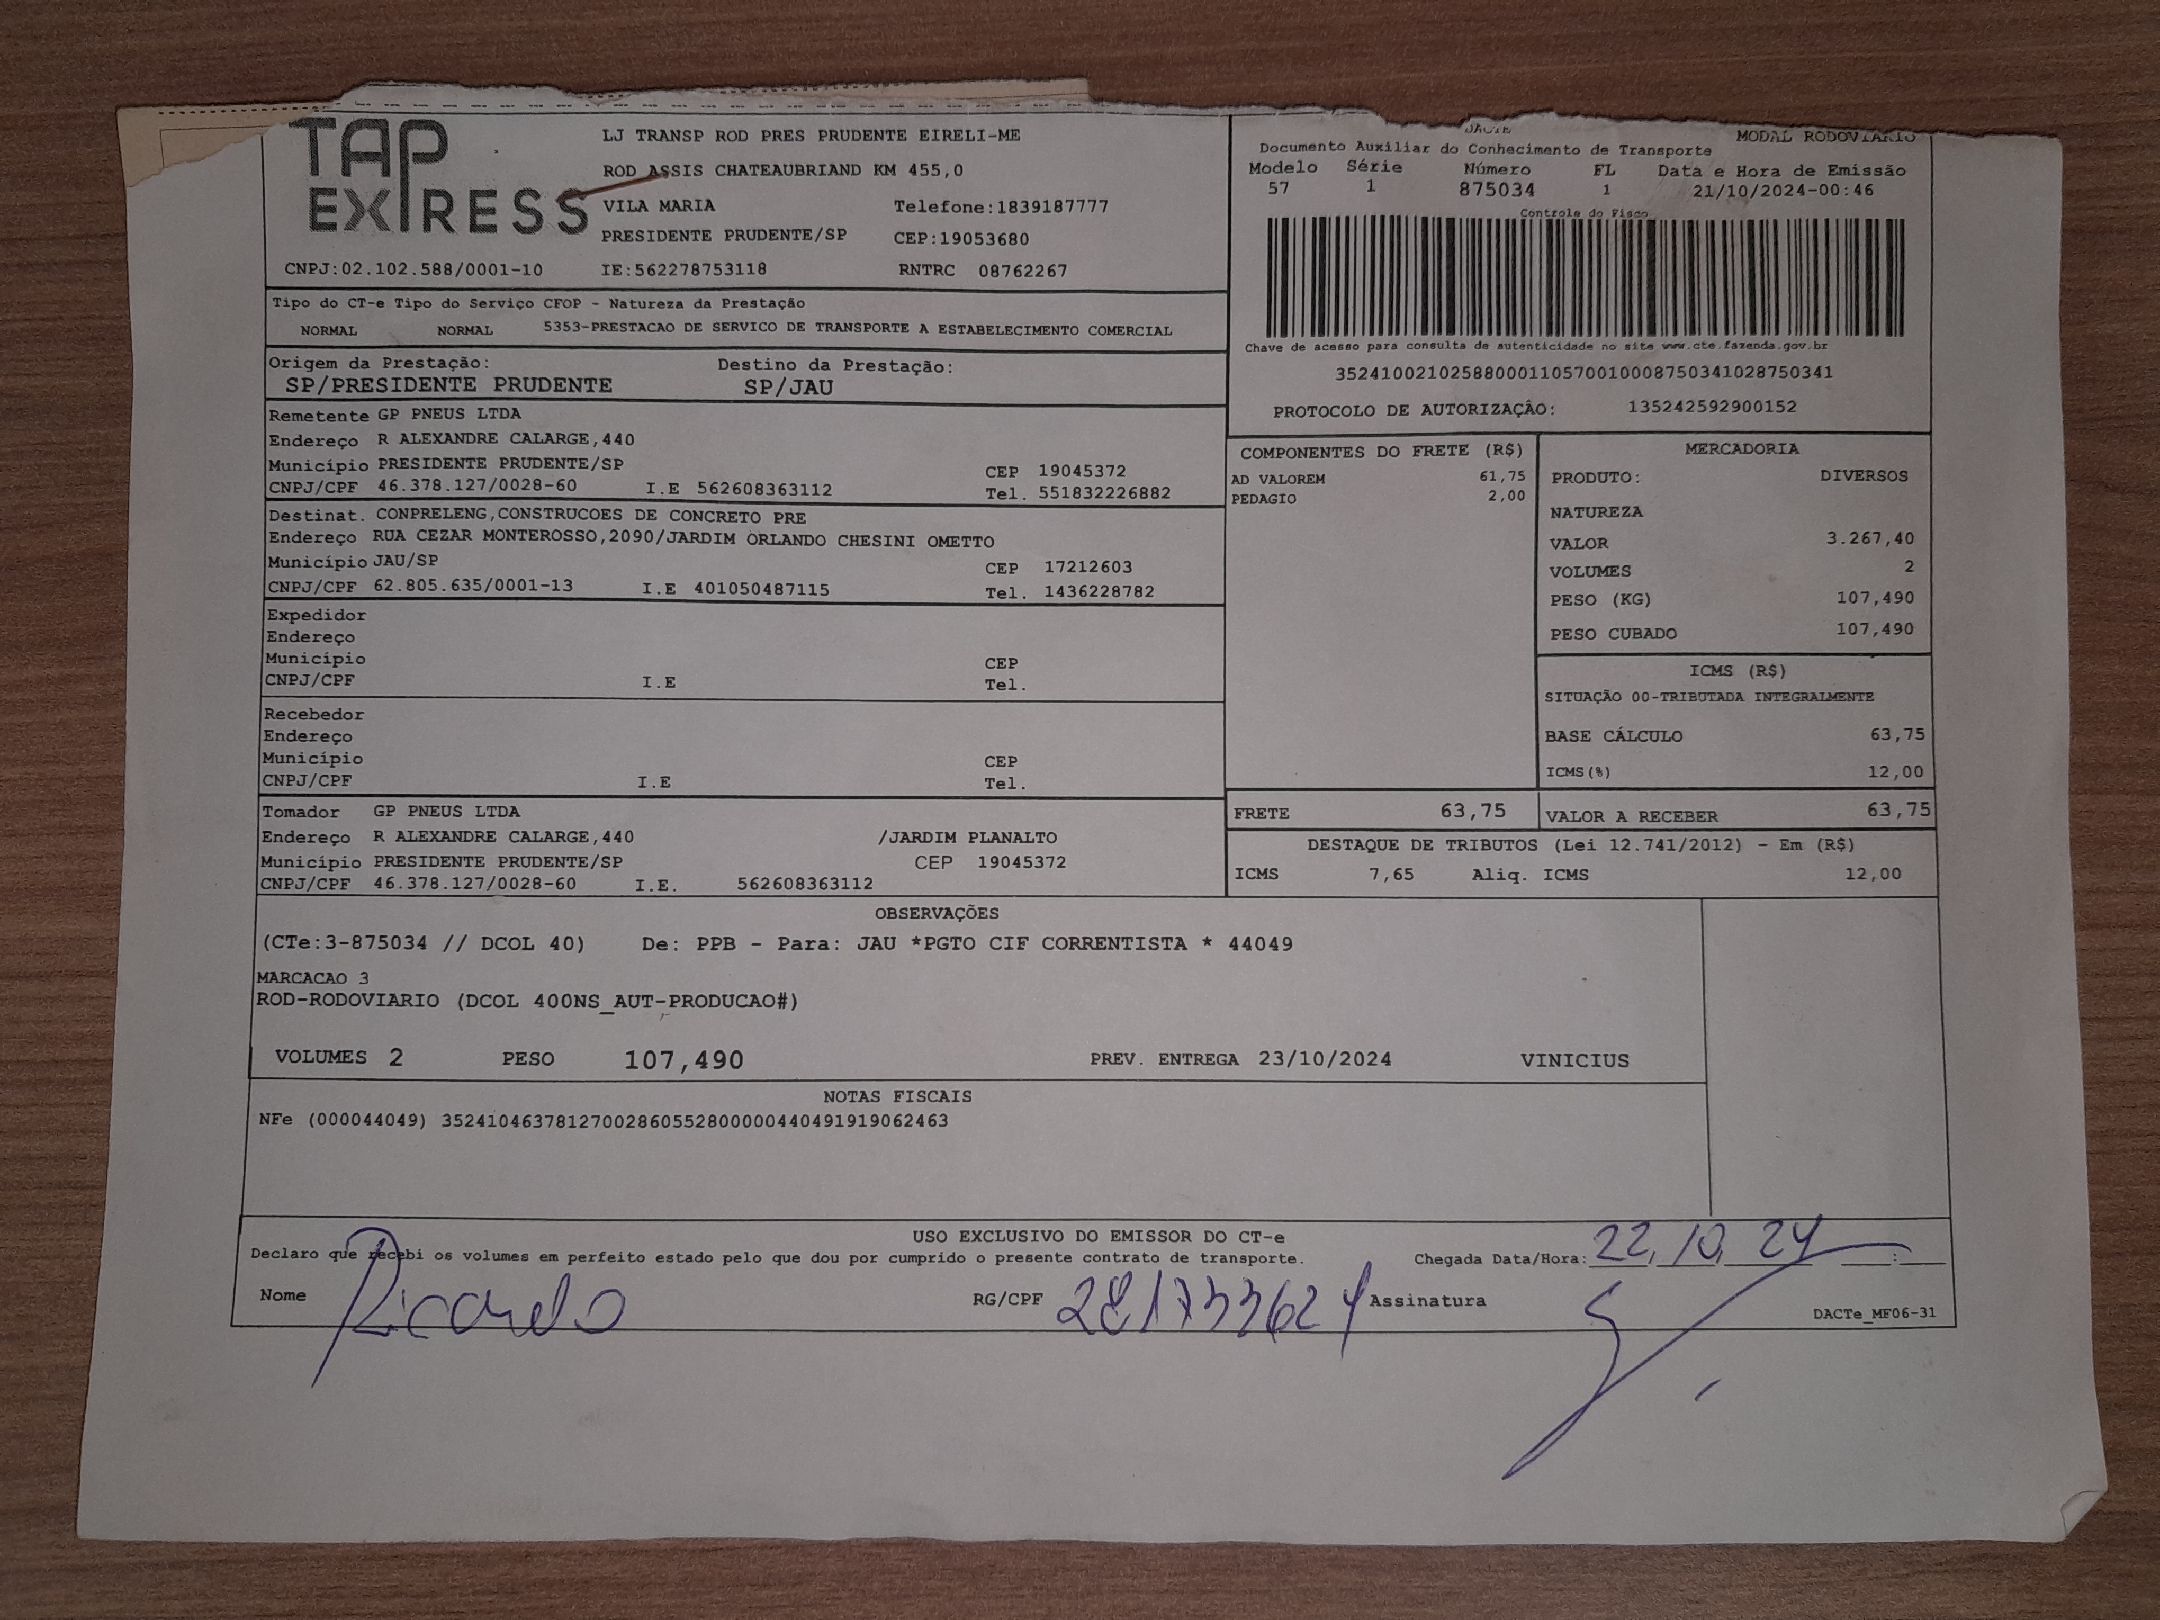 TAP EXPRESS
LJ TRANSP ROD PRES PRUDENTE EIRELI-ME
ROD ASSIS CHATEAUBRIAND KM 455,0
VILA MARIA Telefone:1839187777
PRESIDENTE PRUDENTE/SP CEP:19053680
CNPJ:02.102.588/0001-10 IE:562278753118 RNTRC 08762267
DACTE MODAL RODOVIARIO
Documento Auxiliar do Conhecimento de Transporte
Modelo Série Número FL Data e Hora de Emissão
57 1 875034 1 21/10/2024-00:46
Controle do Fisco
Chave de acesso para consulta de autenticidade no site www.cte.fazenda.gov.br
35241002102588000110570010008750341028750341
PROTOCOLO DE AUTORIZAÇÃO: 135242592900152
Tipo do CT-e Tipo do Serviço CFOP - Natureza da Prestação
NORMAL NORMAL 5353-PRESTACAO DE SERVICO DE TRANSPORTE A ESTABELECIMENTO COMERCIAL
Origem da Prestação: Destino da Prestação:
SP/PRESIDENTE PRUDENTE SP/JAU
Remetente GP PNEUS LTDA
Endereço R ALEXANDRE CALARGE,440
Município PRESIDENTE PRUDENTE/SP CEP 19045372
CNPJ/CPF 46.378.127/0028-60 I.E 562608363112 Tel. 551832226882
Destinat. CONPRELENG,CONSTRUCOES DE CONCRETO PRE
Endereço RUA CEZAR MONTEROSSO,2090/JARDIM ORLANDO CHESINI OMETTO
Município JAU/SP CEP 17212603
CNPJ/CPF 62.805.635/0001-13 I.E 401050487115 Tel. 1436228782
Expedidor
Endereço
Município CEP
CNPJ/CPF I.E Tel.
Recebedor
Endereço
Município CEP
CNPJ/CPF I.E Tel.
Tomador GP PNEUS LTDA
Endereço R ALEXANDRE CALARGE,440 /JARDIM PLANALTO
Município PRESIDENTE PRUDENTE/SP CEP 19045372
CNPJ/CPF 46.378.127/0028-60 I.E. 562608363112
COMPONENTES DO FRETE (R$)
AD VALOREM 61,75
PEDAGIO 2,00
MERCADORIA
PRODUTO: DIVERSOS
NATUREZA
VALOR 3.267,40
VOLUMES 2
PESO (KG) 107,490
PESO CUBADO 107,490
ICMS (R$)
SITUAÇÃO 00-TRIBUTADA INTEGRALMENTE
BASE CÁLCULO 63,75
ICMS(%) 12,00
FRETE 63,75 VALOR A RECEBER 63,75
DESTAQUE DE TRIBUTOS (Lei 12.741/2012) - Em (R$)
ICMS 7,65 Aliq. ICMS 12,00
OBSERVAÇÕES
(CTe:3-875034 // DCOL 40) De: PPB - Para: JAU *PGTO CIF CORRENTISTA * 44049
MARCACAO 3
ROD-RODOVIARIO (DCOL 400NS_AUT-PRODUCAO#)
VOLUMES 2 PESO 107,490 PREV. ENTREGA 23/10/2024 VINICIUS
NOTAS FISCAIS
NFe (000044049) 35241046378127002860552800000440491919062463
USO EXCLUSIVO DO EMISSOR DO CT-e
Declaro que recebi os volumes em perfeito estado pelo que dou por cumprido o presente contrato de transporte. Chegada Data/Hora: 22, 10, 24 :
Nome Ricardo RG/CPF 281733624 Assinatura
DACTe_MF06-31